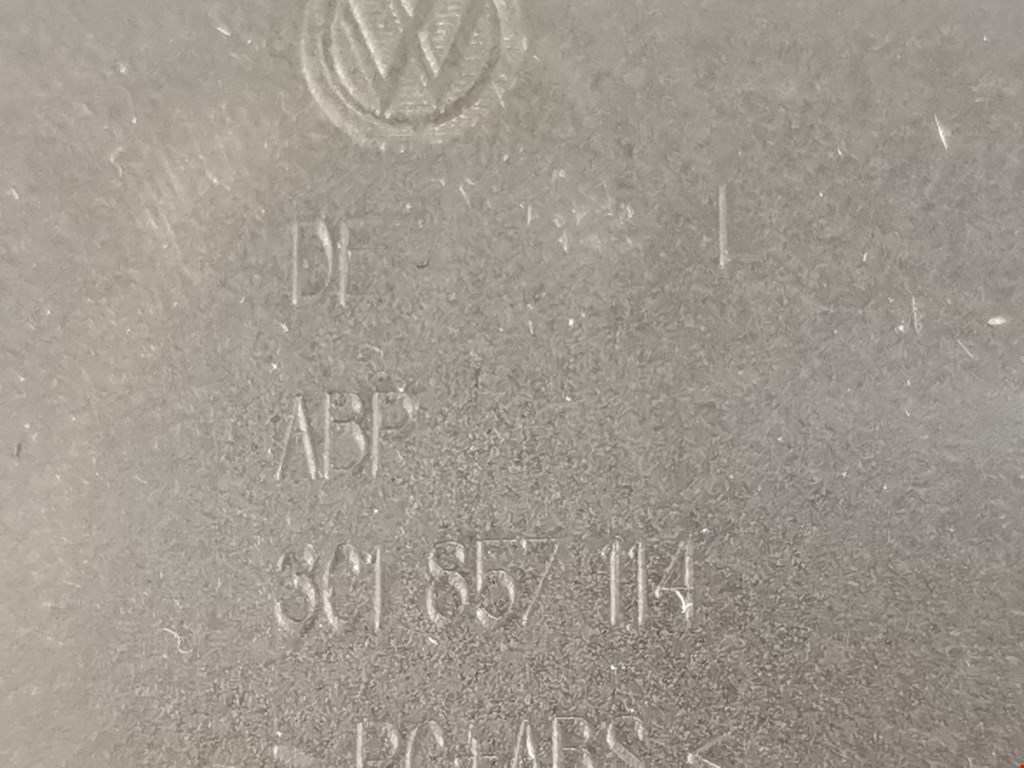 DE L
ABP
3C1 857 114
>PC+ABS<